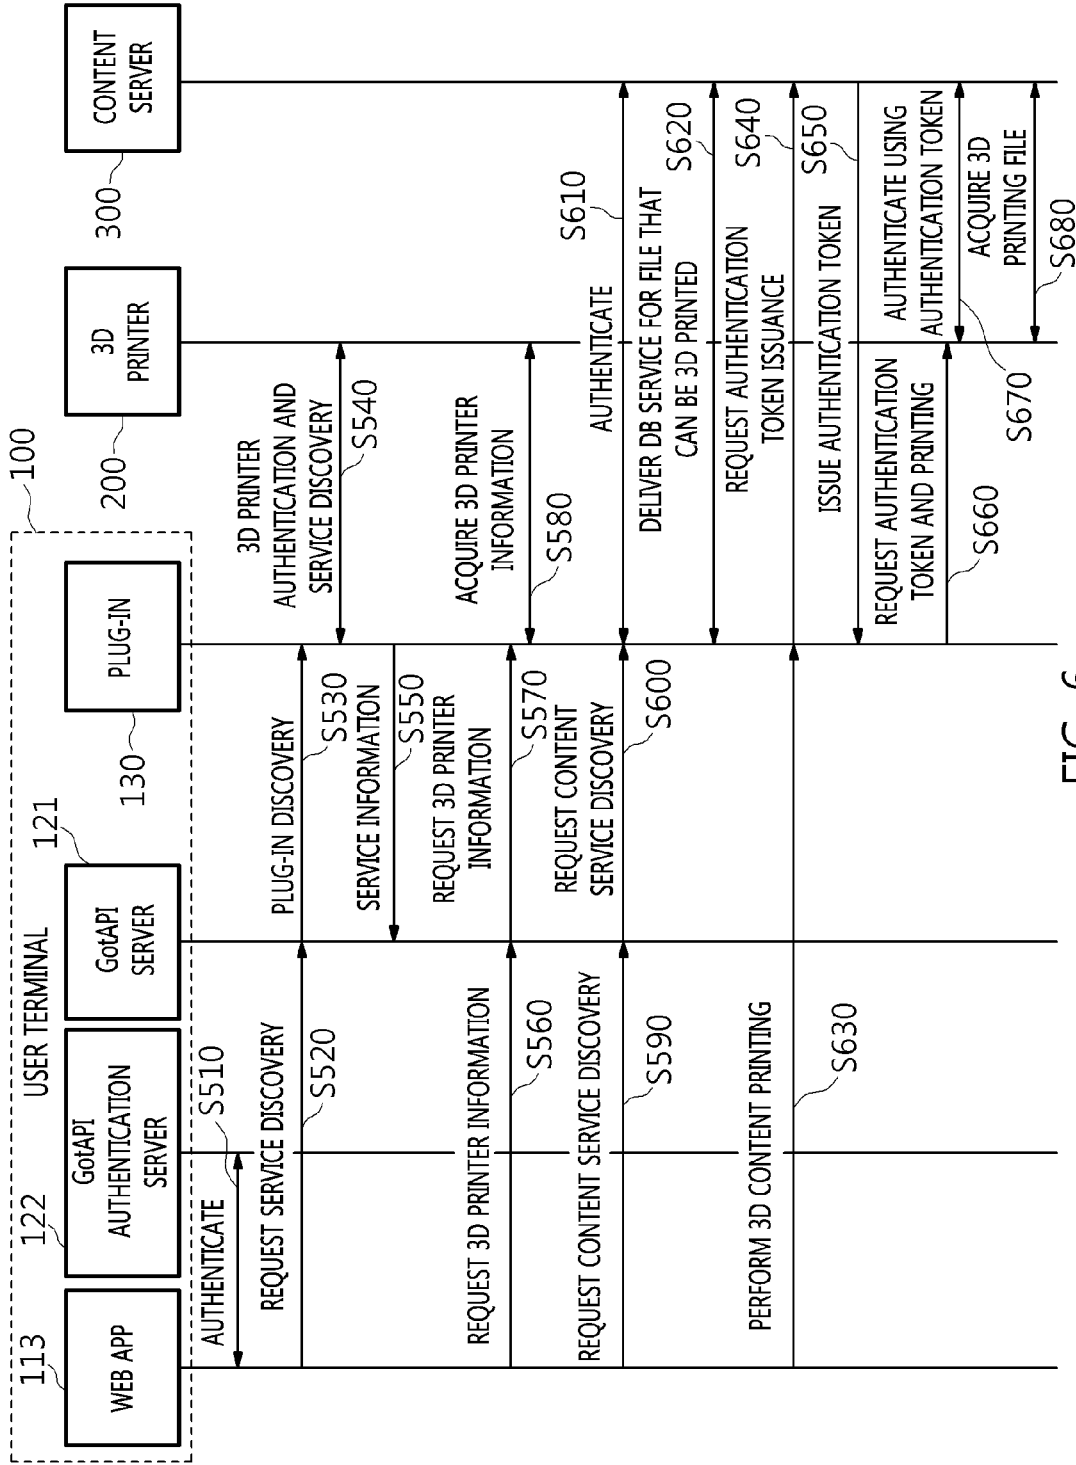 USER TERMINAL
100
113
WEB APP
122
GotAPI
AUTHENTICATION
SERVER
121
GotAPI
SERVER
130
PLUG-IN
200
3D
PRINTER
300
CONTENT
SERVER
AUTHENTICATE
S510
REQUEST SERVICE DISCOVERY
S520
PLUG-IN DISCOVERY
S530
3D PRINTER
AUTHENTICATION AND
SERVICE DISCOVERY
S540
SERVICE INFORMATION
S550
REQUEST 3D PRINTER INFORMATION
S560
REQUEST 3D PRINTER
INFORMATION
S570
ACQUIRE 3D PRINTER
INFORMATION
S580
REQUEST CONTENT SERVICE DISCOVERY
S590
REQUEST CONTENT
SERVICE DISCOVERY
S600
AUTHENTICATE
S610
DELIVER DB SERVICE FOR FILE THAT
CAN BE 3D PRINTED
S620
PERFORM 3D CONTENT PRINTING
S630
REQUEST AUTHENTICATION
TOKEN ISSUANCE
S640
ISSUE AUTHENTICATION TOKEN
S650
REQUEST AUTHENTICATION
TOKEN AND PRINTING
S660
AUTHENTICATE USING
AUTHENTICATION TOKEN
S670
ACQUIRE 3D
PRINTING FILE
S680